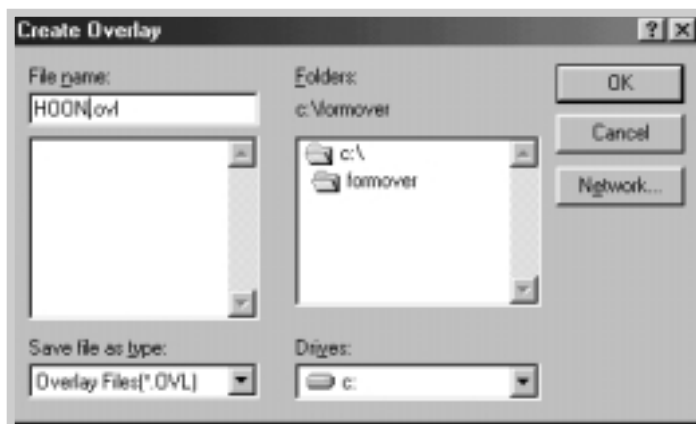 Create Overlay
File name:
HOON.ovl
Folders:
c:\formover
c:\
formover
OK
Cancel
Network...
Save file as type:
Overlay Files(*.OVL)
Drives:
c: